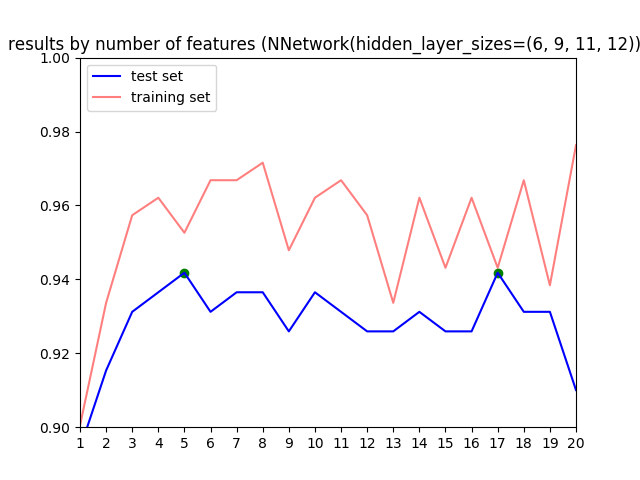 results by number of features (NNetwork(hidden_layer_sizes=(6, 9, 11, 12))
test set
training set
1.00
0.98
0.96
0.94
0.92
0.90
1 2 3 4 5 6 7 8 9 10 11 12 13 14 15 16 17 18 19 20